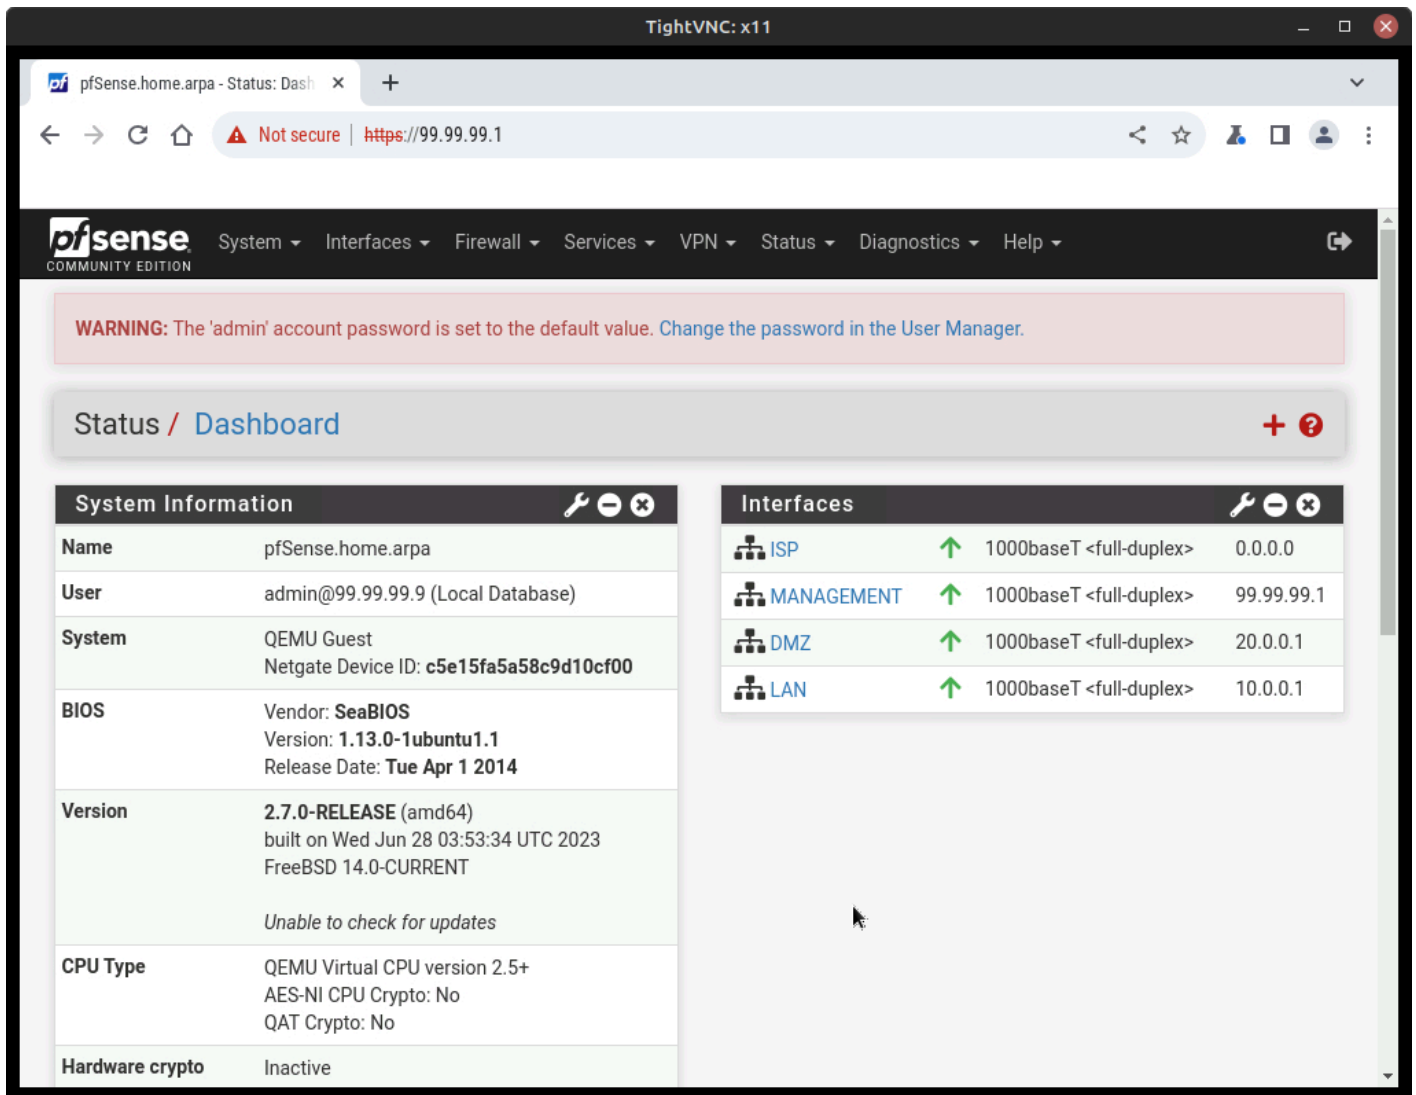 TightVNC: x11
pfSense.home.arpa - Status: Dash
Not secure | https://99.99.99.1
pfsense
COMMUNITY EDITION
System Interfaces Firewall Services VPN Status Diagnostics Help
WARNING: The 'admin' account password is set to the default value. Change the password in the User Manager.
Status / Dashboard
System Information
Name pfSense.home.arpa
User admin@99.99.99.9 (Local Database)
System QEMU Guest
Netgate Device ID: c5e15fa5a58c9d10cf00
BIOS Vendor: SeaBIOS
Version: 1.13.0-1ubuntu1.1
Release Date: Tue Apr 1 2014
Version 2.7.0-RELEASE (amd64)
built on Wed Jun 28 03:53:34 UTC 2023
FreeBSD 14.0-CURRENT
Unable to check for updates
CPU Type QEMU Virtual CPU version 2.5+
AES-NI CPU Crypto: No
QAT Crypto: No
Hardware crypto Inactive
Interfaces
ISP 1000baseT <full-duplex> 0.0.0.0
MANAGEMENT 1000baseT <full-duplex> 99.99.99.1
DMZ 1000baseT <full-duplex> 20.0.0.1
LAN 1000baseT <full-duplex> 10.0.0.1